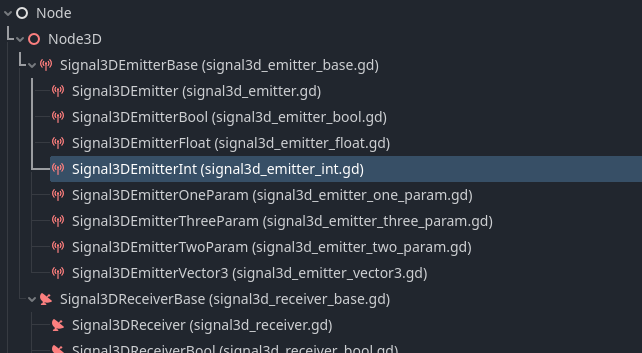 Node
Node3D
Signal3DEmitterBase (signal3d_emitter_base.gd)
Signal3DEmitter (signal3d_emitter.gd)
Signal3DEmitterBool (signal3d_emitter_bool.gd)
Signal3DEmitterFloat (signal3d_emitter_float.gd)
Signal3DEmitterInt (signal3d_emitter_int.gd)
Signal3DEmitterOneParam (signal3d_emitter_one_param.gd)
Signal3DEmitterThreeParam (signal3d_emitter_three_param.gd)
Signal3DEmitterTwoParam (signal3d_emitter_two_param.gd)
Signal3DEmitterVector3 (signal3d_emitter_vector3.gd)
Signal3DReceiverBase (signal3d_receiver_base.gd)
Signal3DReceiver (signal3d_receiver.gd)
Signal3DReceiverBool (signal3d_receiver_bool.gd)